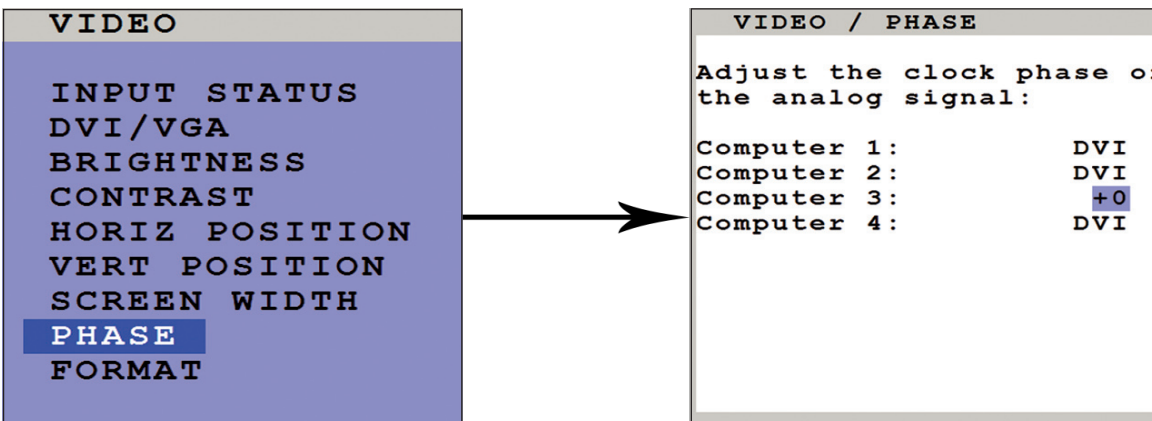 VIDEO
INPUT STATUS
DVI/VGA
BRIGHTNESS
CONTRAST
HORIZ POSITION
VERT POSITION
SCREEN WIDTH
PHASE
FORMAT
VIDEO / PHASE
Adjust the clock phase
the analog signal:
Computer 1: DVI
Computer 2: DVI
Computer 3: +0
Computer 4: DVI